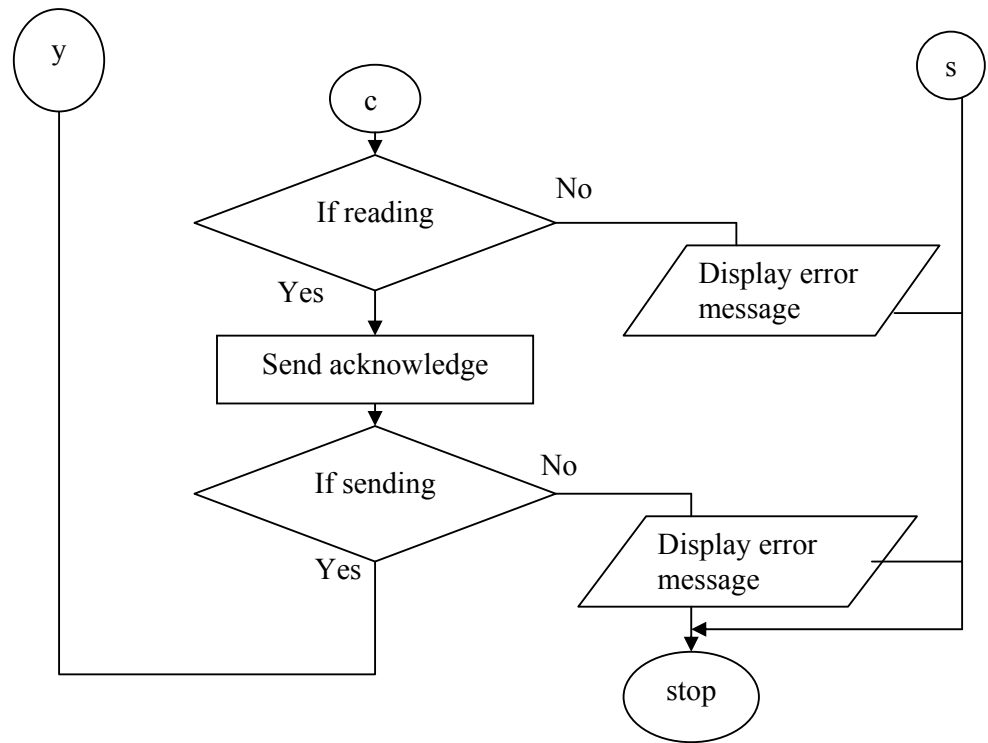 y
s
c
If reading
No
Display error
message
Yes
Send acknowledge
If sending
No
Display error
message
Yes
stop